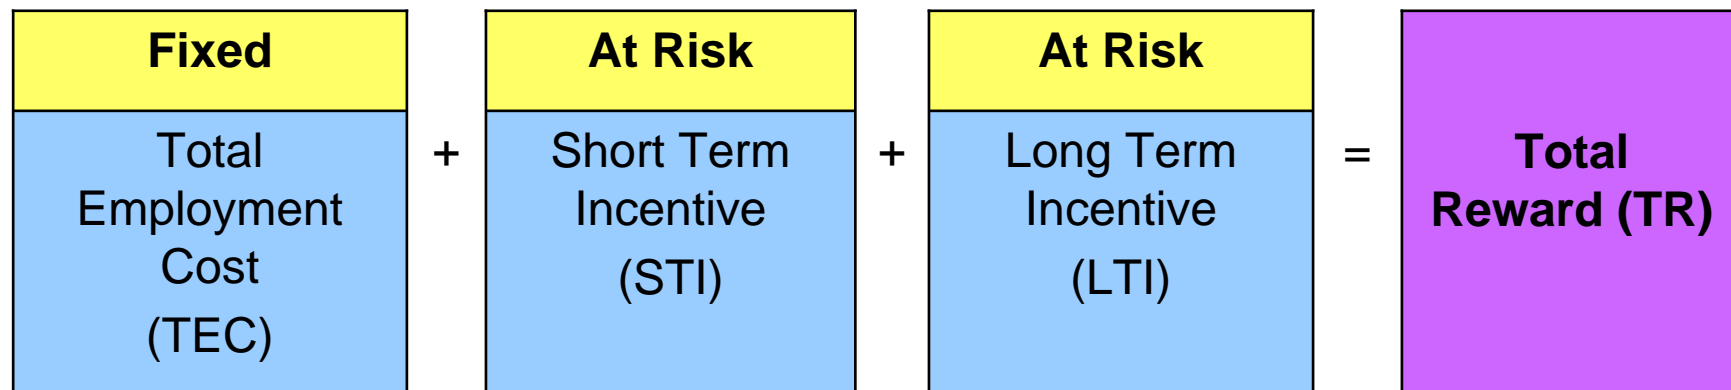 Fixed
Total
Employment
Cost
(TEC)
+
At Risk
Short Term
Incentive
(STI)
+
At Risk
Long Term
Incentive
(LTI)
=
Total
Reward (TR)